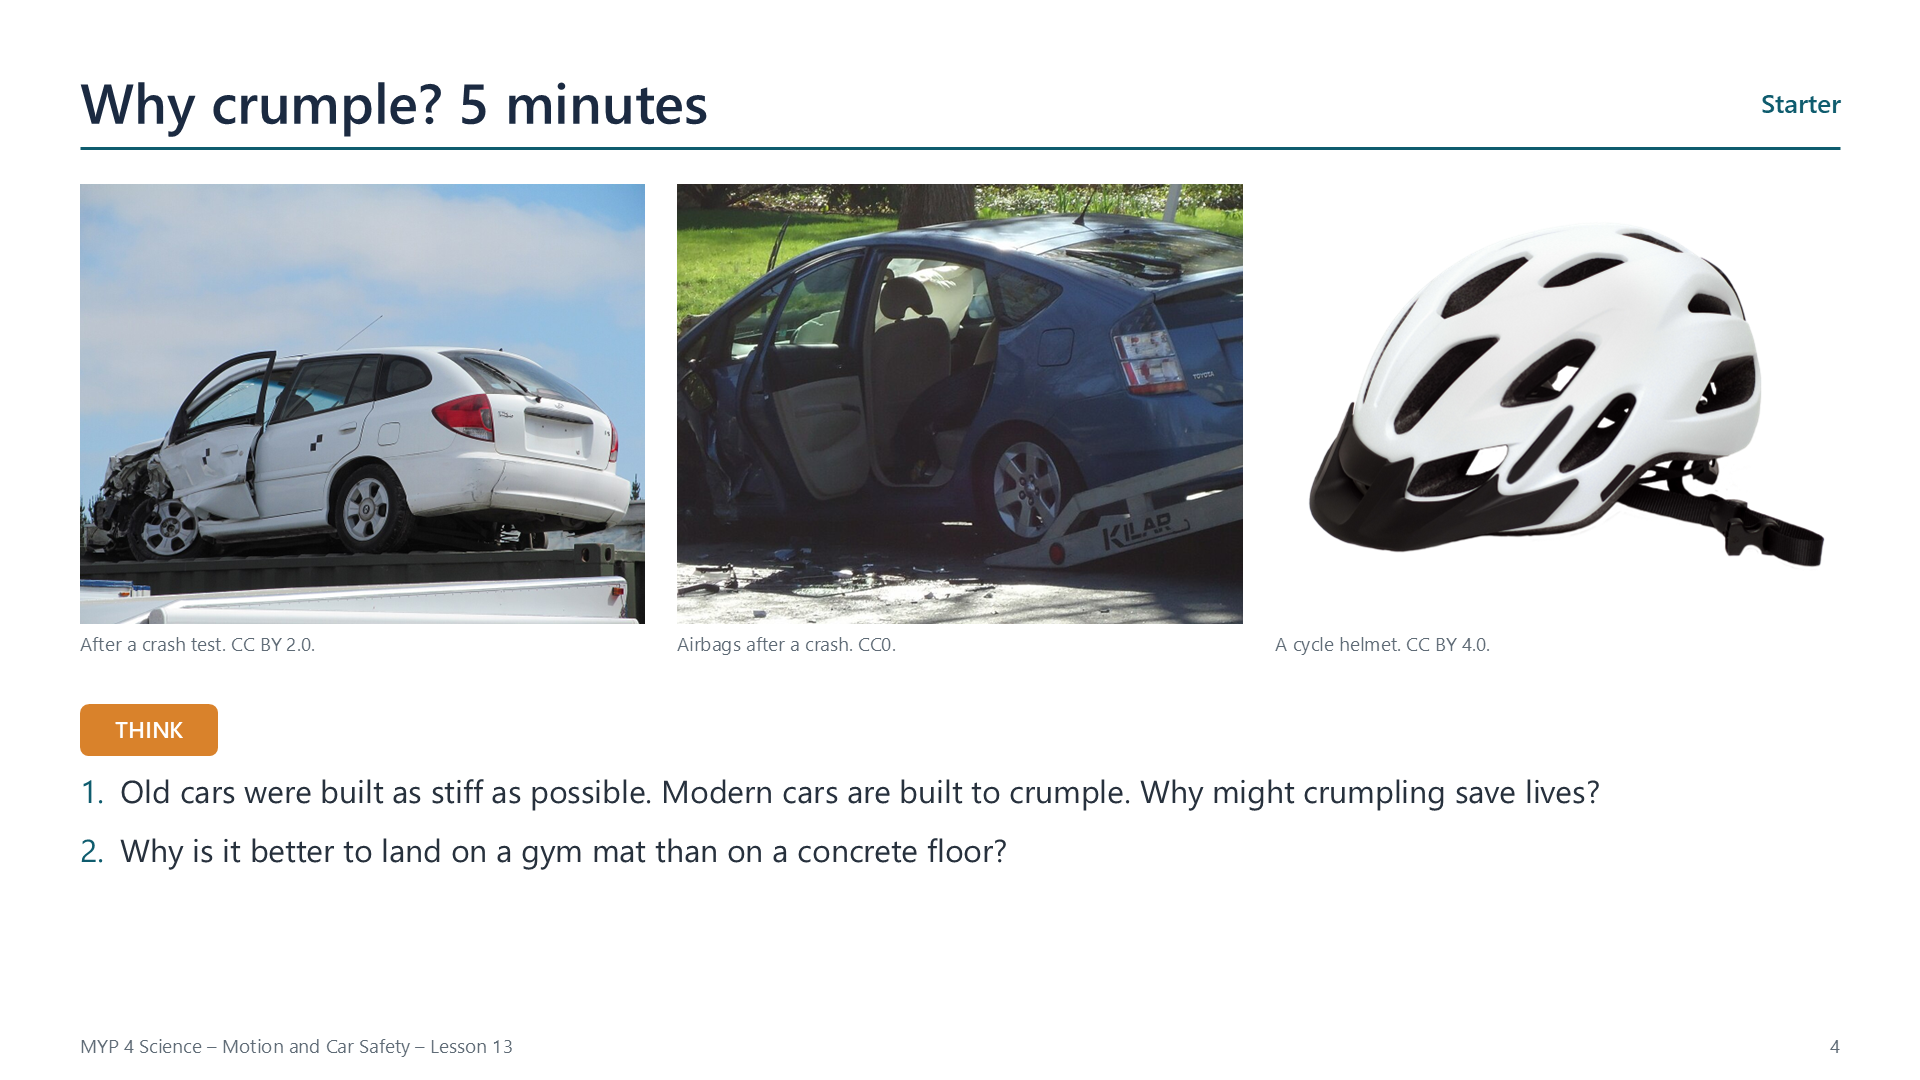 Why crumple? 5 minutes
Starter
TOYOTA
KILAR
After a crash test. CC BY 2.0.
Airbags after a crash. CC0.
A cycle helmet. CC BY 4.0.
THINK
1. Old cars were built as stiff as possible. Modern cars are built to crumple. Why might crumpling save lives?
2. Why is it better to land on a gym mat than on a concrete floor?
MYP 4 Science – Motion and Car Safety – Lesson 13
4